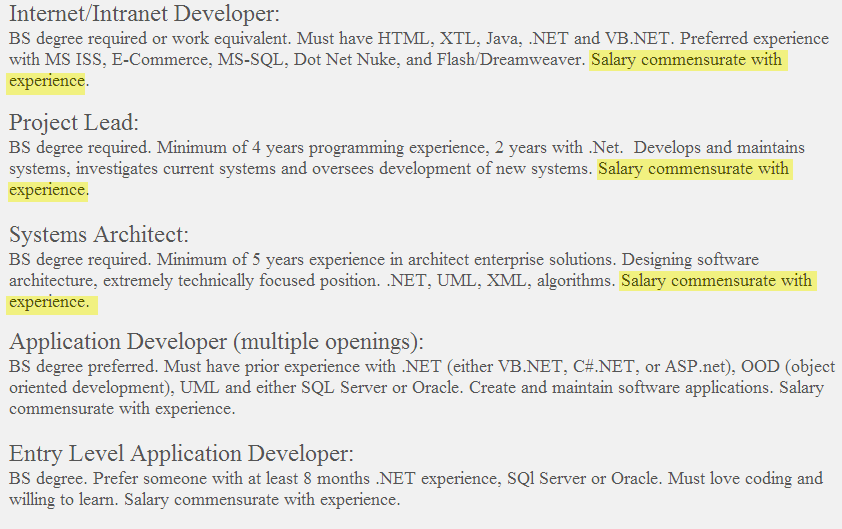 Internet/Intranet Developer:
BS degree required or work equivalent. Must have HTML, XTL, Java, .NET and VB.NET. Preferred experience
with MS ISS, E-Commerce, MS-SQL, Dot Net Nuke, and Flash/Dreamweaver. Salary commensurate with
experience.
Project Lead:
BS degree required. Minimum of 4 years programming experience, 2 years with .Net.  Develops and maintains
systems, investigates current systems and oversees development of new systems. Salary commensurate with
experience.
Systems Architect:
BS degree required. Minimum of 5 years experience in architect enterprise solutions. Designing software
architecture, extremely technically focused position. .NET, UML, XML, algorithms. Salary commensurate with
experience.
Application Developer (multiple openings):
BS degree preferred. Must have prior experience with .NET (either VB.NET, C#.NET, or ASP.net), OOD (object
oriented development), UML and either SQL Server or Oracle. Create and maintain software applications. Salary
commensurate with experience.
Entry Level Application Developer:
BS degree. Prefer someone with at least 8 months .NET experience, SQl Server or Oracle. Must love coding and
willing to learn. Salary commensurate with experience.